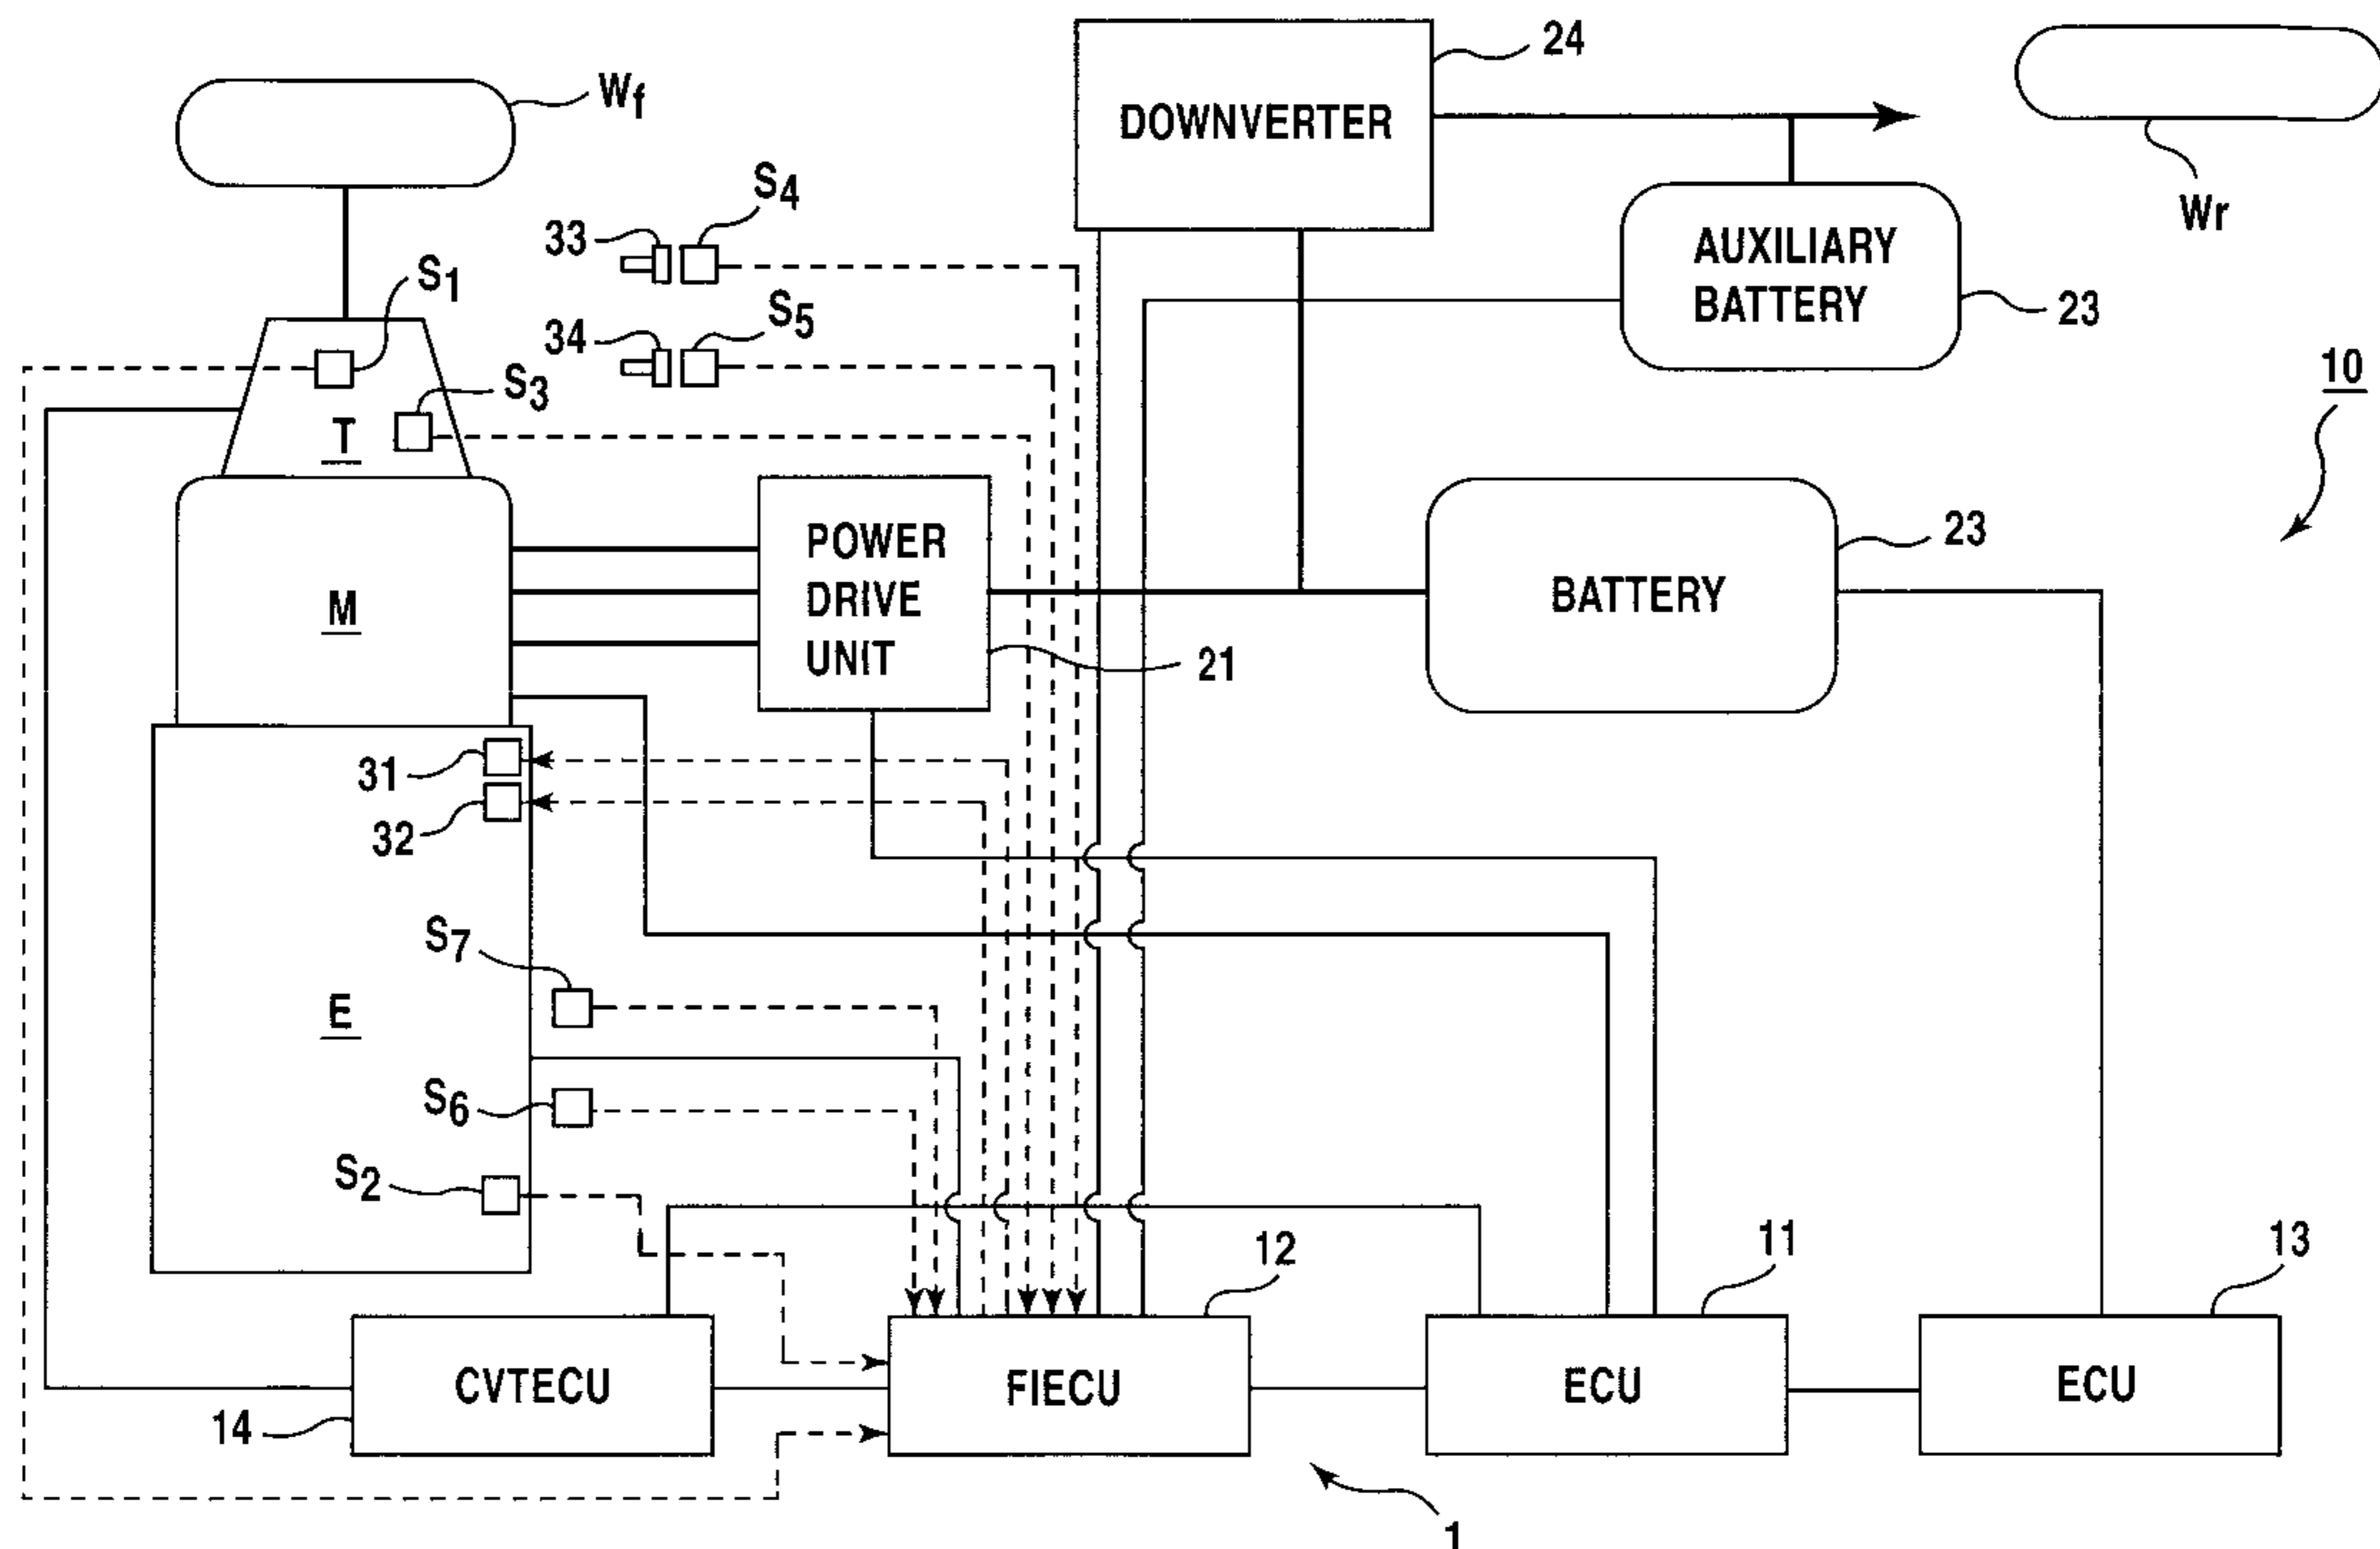 24
Wf
DOWNVERTER
S4
Wr
33
AUXILIARY
BATTERY
S1
S5
23
34
S3
10
T
POWER
DRIVE
UNIT
23
BATTERY
M
21
31
32
S7
E
S6
S2
12
11
13
CVTECU
FIECU
ECU
ECU
14
1